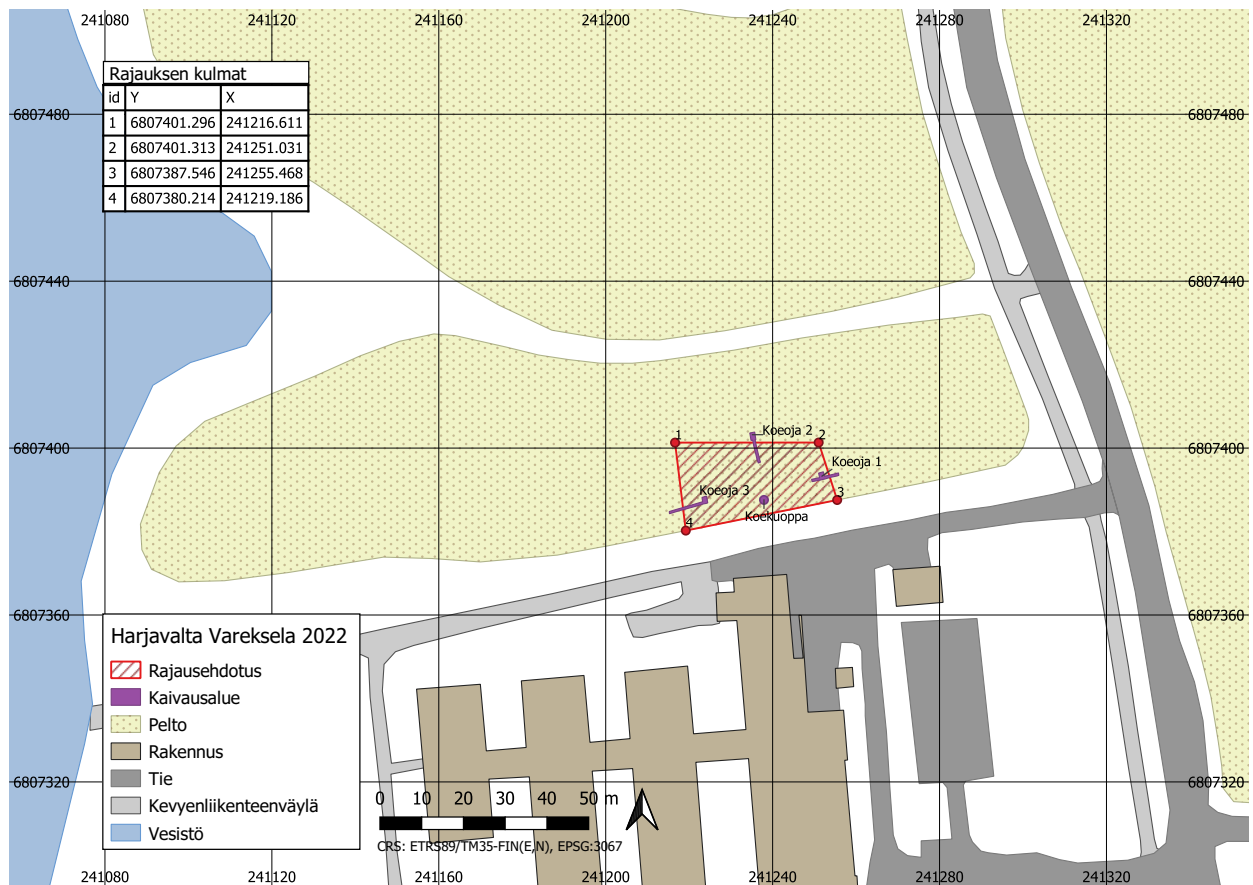 241080 241120 241160 241200 241240 241280 241320
Rajauksen kulmat
id Y X
1 6807401.296 241216.611
2 6807401.313 241251.031
3 6807387.546 241255.468
4 6807380.214 241219.186
6807480 6807480
6807440 6807440
6807400 6807400
1 Koeoja 2 2
Koeoja 1
Koeoja 3 3
Koekuoppa
4
6807360 6807360
Harjavalta Vareksela 2022
Rajausehdotus
Kaivausalue
Pelto
Rakennus
Tie
Kevyenliikenteenväylä
Vesistö
6807320 6807320
0 10 20 30 40 50 m
CRS: ETRS89/TM35-FIN(E,N), EPSG:3067
241080 241120 241160 241200 241240 241280 241320